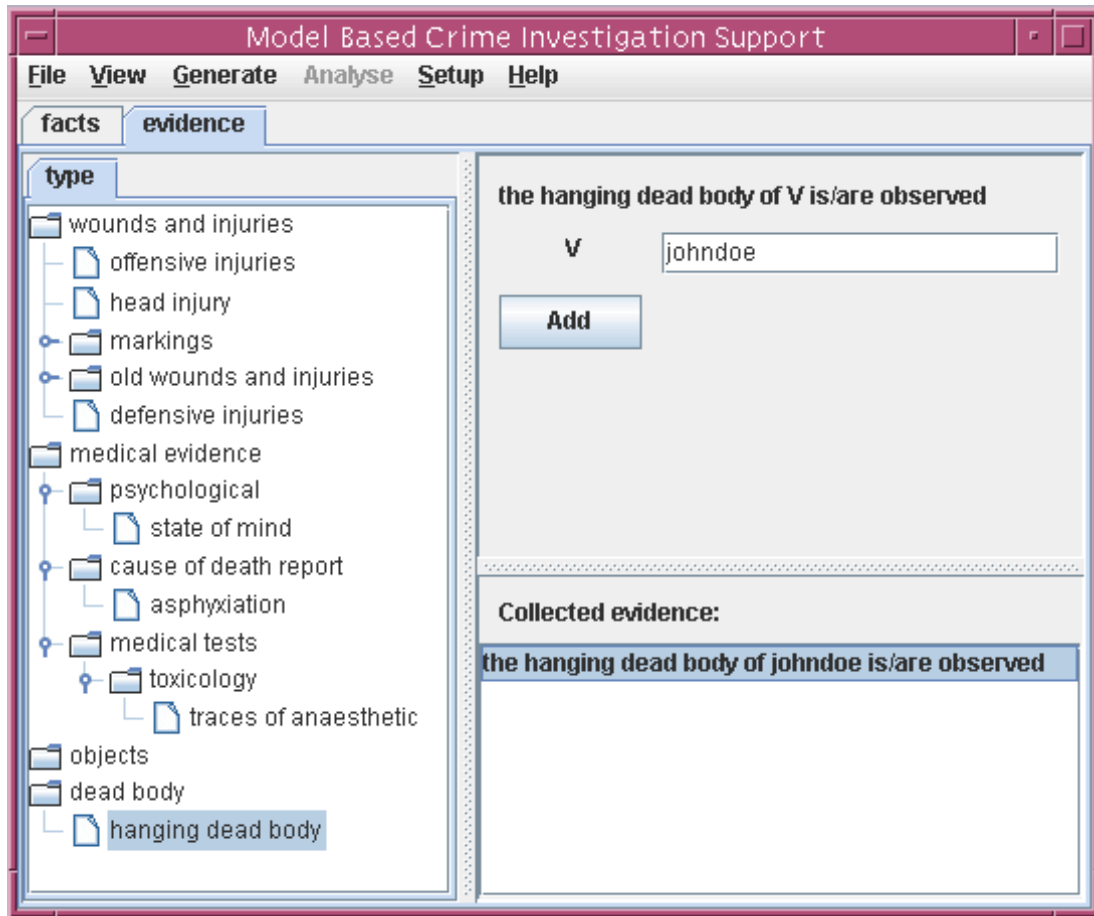 Model Based Crime Investigation Support
File View Generate Analyse Setup Help
facts evidence
type
wounds and injuries
offensive injuries
head injury
markings
old wounds and injuries
defensive injuries
medical evidence
psychological
state of mind
cause of death report
asphyxiation
medical tests
toxicology
traces of anaesthetic
objects
dead body
hanging dead body
the hanging dead body of V is/are observed
V johndoe
Add
Collected evidence:
the hanging dead body of johndoe is/are observed